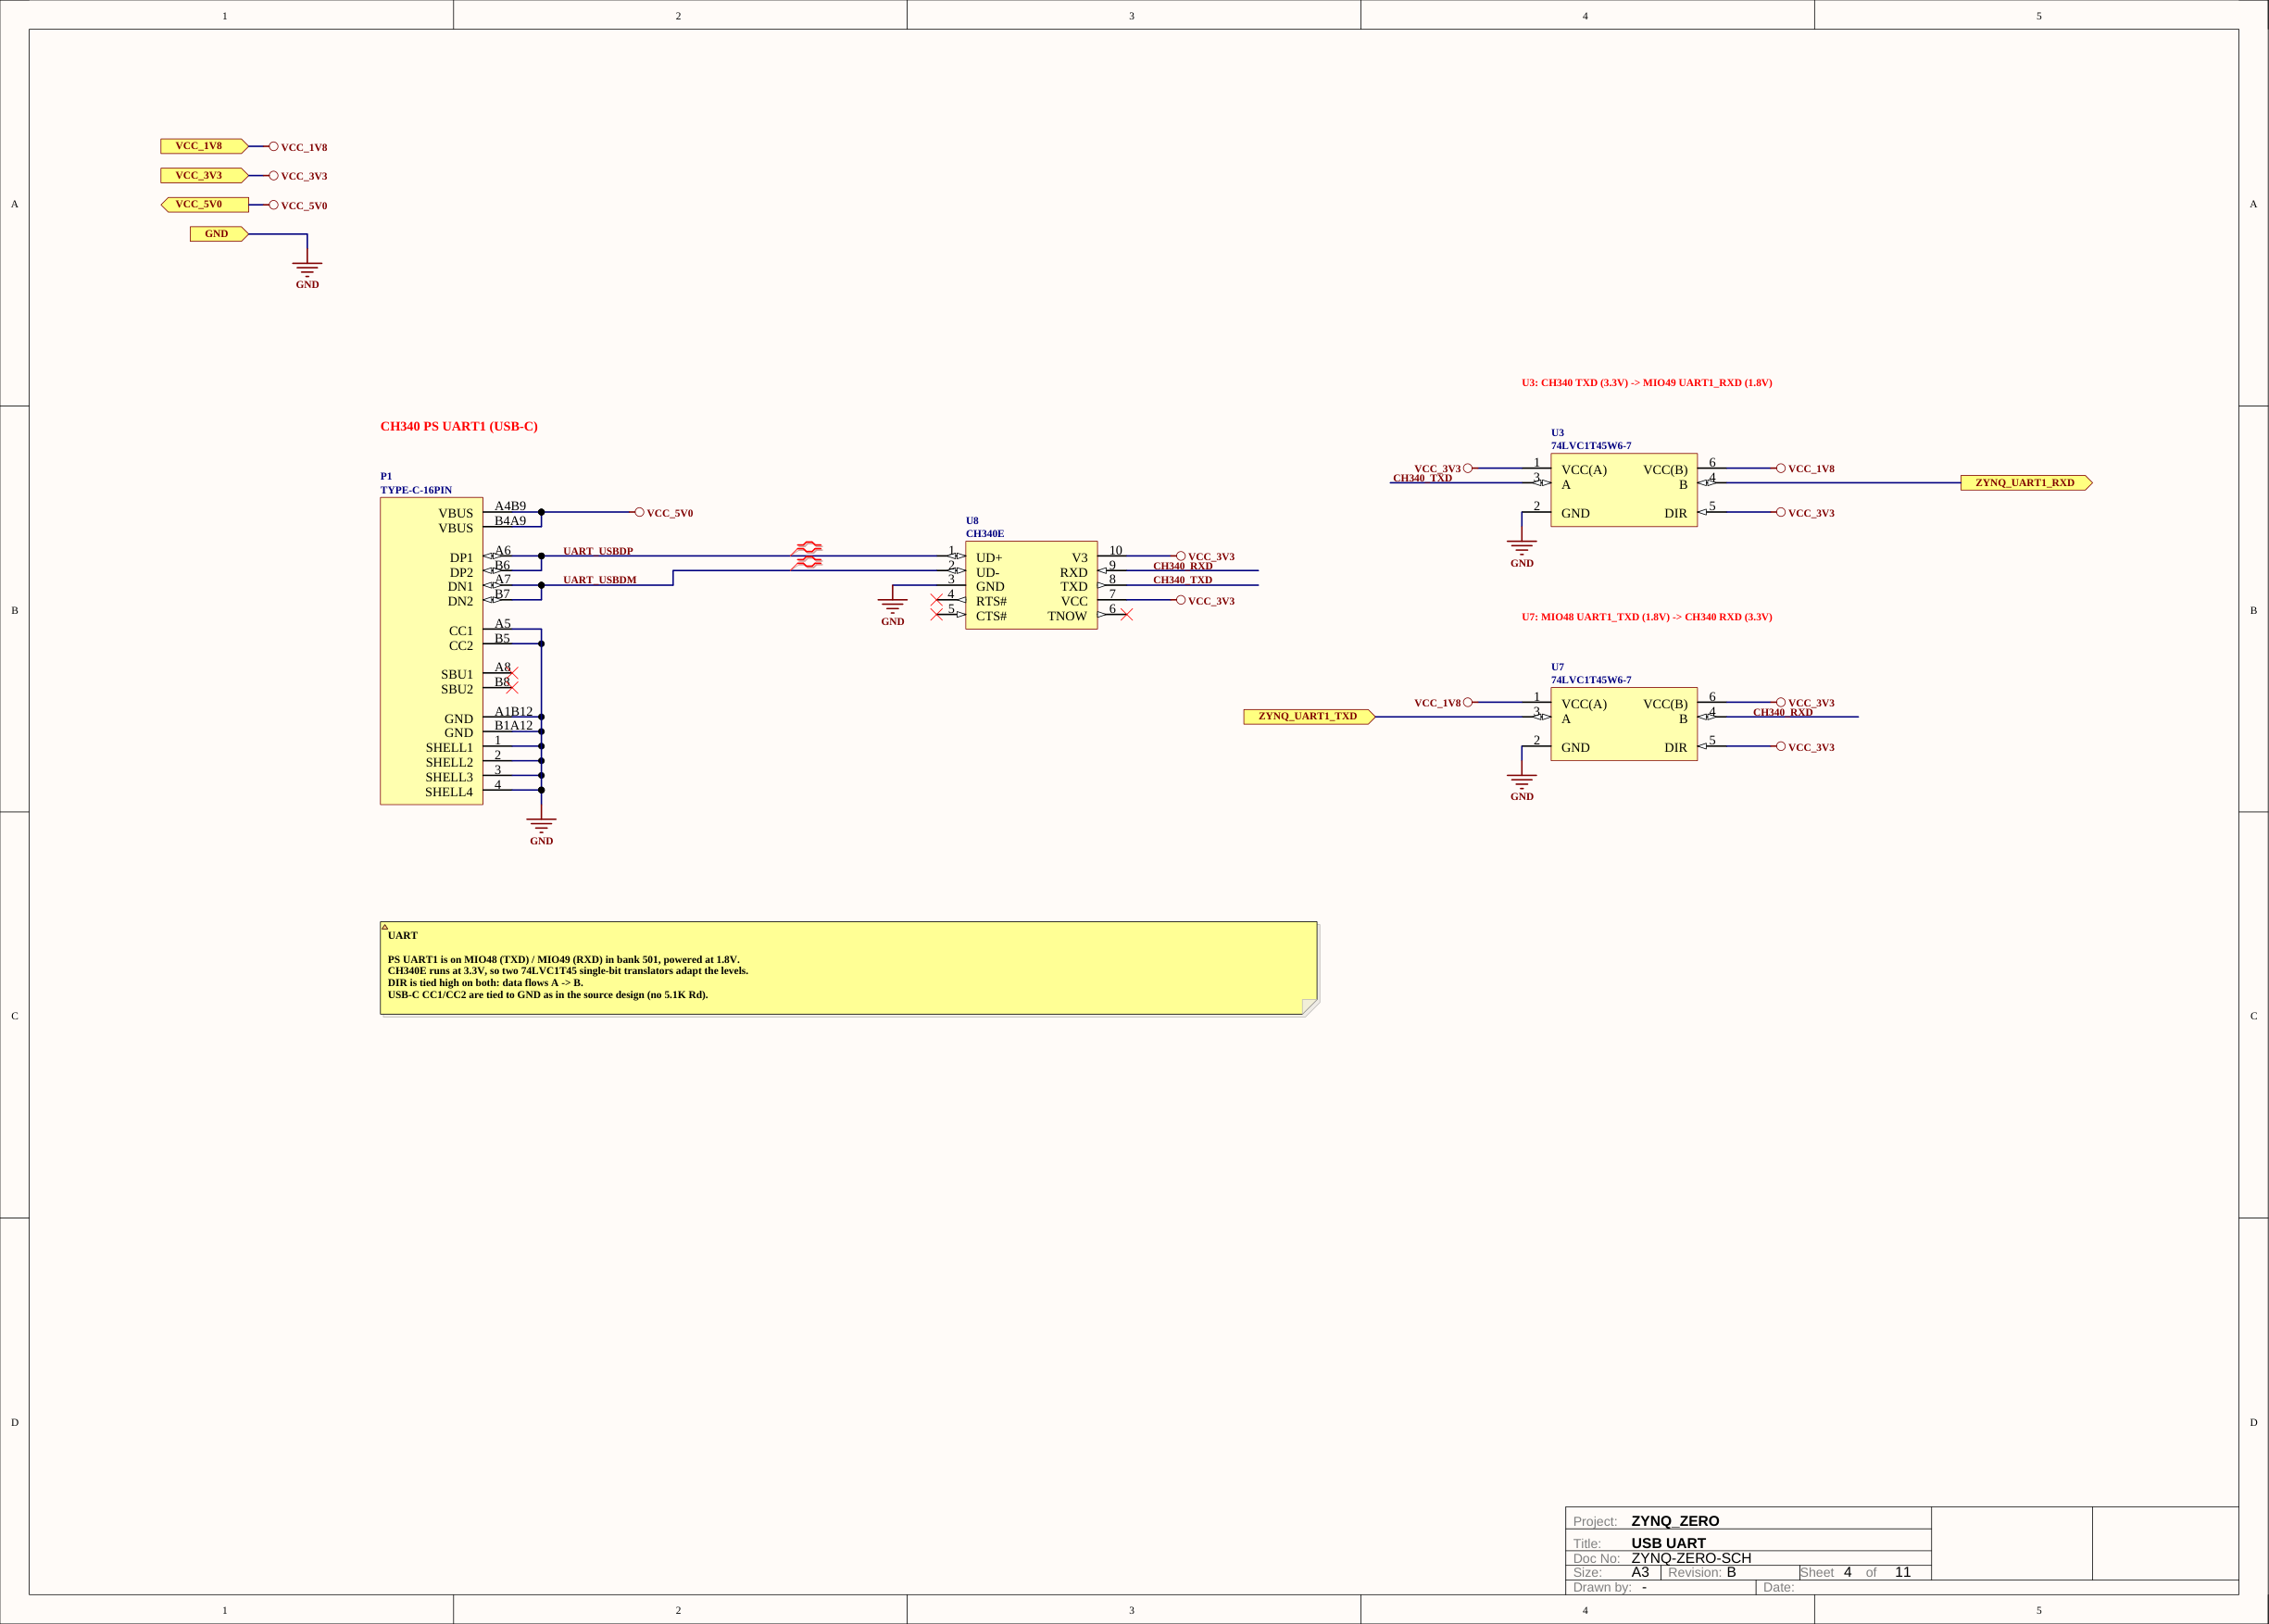 1 2 3 4 5
A A
VCC_1V8 VCC_1V8
VCC_3V3 VCC_3V3
VCC_5V0 VCC_5V0
GND
GND
U3: CH340 TXD (3.3V) -> MIO49 UART1_RXD (1.8V)
B B
CH340 PS UART1 (USB-C)
P1
TYPE-C-16PIN
VBUS A4B9 VCC_5V0
VBUS B4A9
DP1 A6 UART_USBDP
DP2 B6
DN1 A7 UART_USBDM
DN2 B7
CC1 A5
CC2 B5
SBU1 A8
SBU2 B8
GND A1B12
GND B1A12
SHELL1 1
SHELL2 2
SHELL3 3
SHELL4 4
GND
U8
CH340E
1 UD+ V3 10 VCC_3V3
2 UD- RXD 9 CH340_RXD
3 GND TXD 8 CH340_TXD
4 RTS# VCC 7 VCC_3V3
5 CTS# TNOW 6
GND
U3
74LVC1T45W6-7
VCC_3V3 1 VCC(A) VCC(B) 6 VCC_1V8
CH340_TXD 3 A B 4 ZYNQ_UART1_RXD
2 GND DIR 5 VCC_3V3
GND
U7: MIO48 UART1_TXD (1.8V) -> CH340 RXD (3.3V)
U7
74LVC1T45W6-7
VCC_1V8 1 VCC(A) VCC(B) 6 VCC_3V3
ZYNQ_UART1_TXD 3 A B 4 CH340_RXD
2 GND DIR 5 VCC_3V3
GND
UART
PS UART1 is on MIO48 (TXD) / MIO49 (RXD) in bank 501, powered at 1.8V.
CH340E runs at 3.3V, so two 74LVC1T45 single-bit translators adapt the levels.
DIR is tied high on both: data flows A -> B.
USB-C CC1/CC2 are tied to GND as in the source design (no 5.1K Rd).
C C
D D
Project: ZYNQ_ZERO
Title: USB UART
Doc No: ZYNQ-ZERO-SCH
Size: A3 Revision: B Sheet 4 of 11
Drawn by: - Date:
1 2 3 4 5